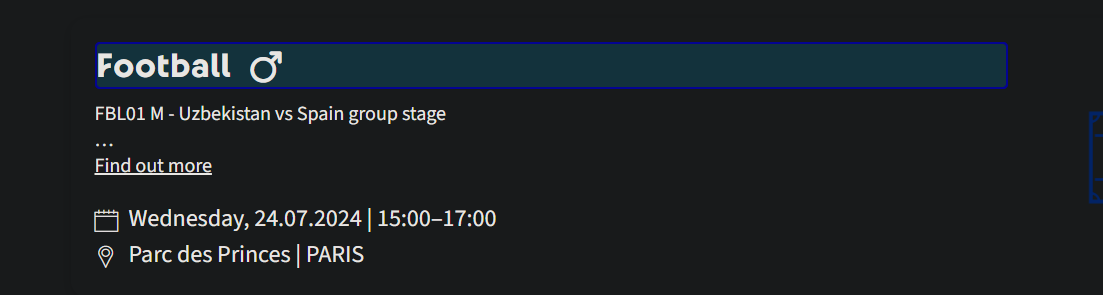 Football ♂
FBL01 M - Uzbekistan vs Spain group stage
...
Find out more
Wednesday, 24.07.2024 | 15:00–17:00
Parc des Princes | PARIS